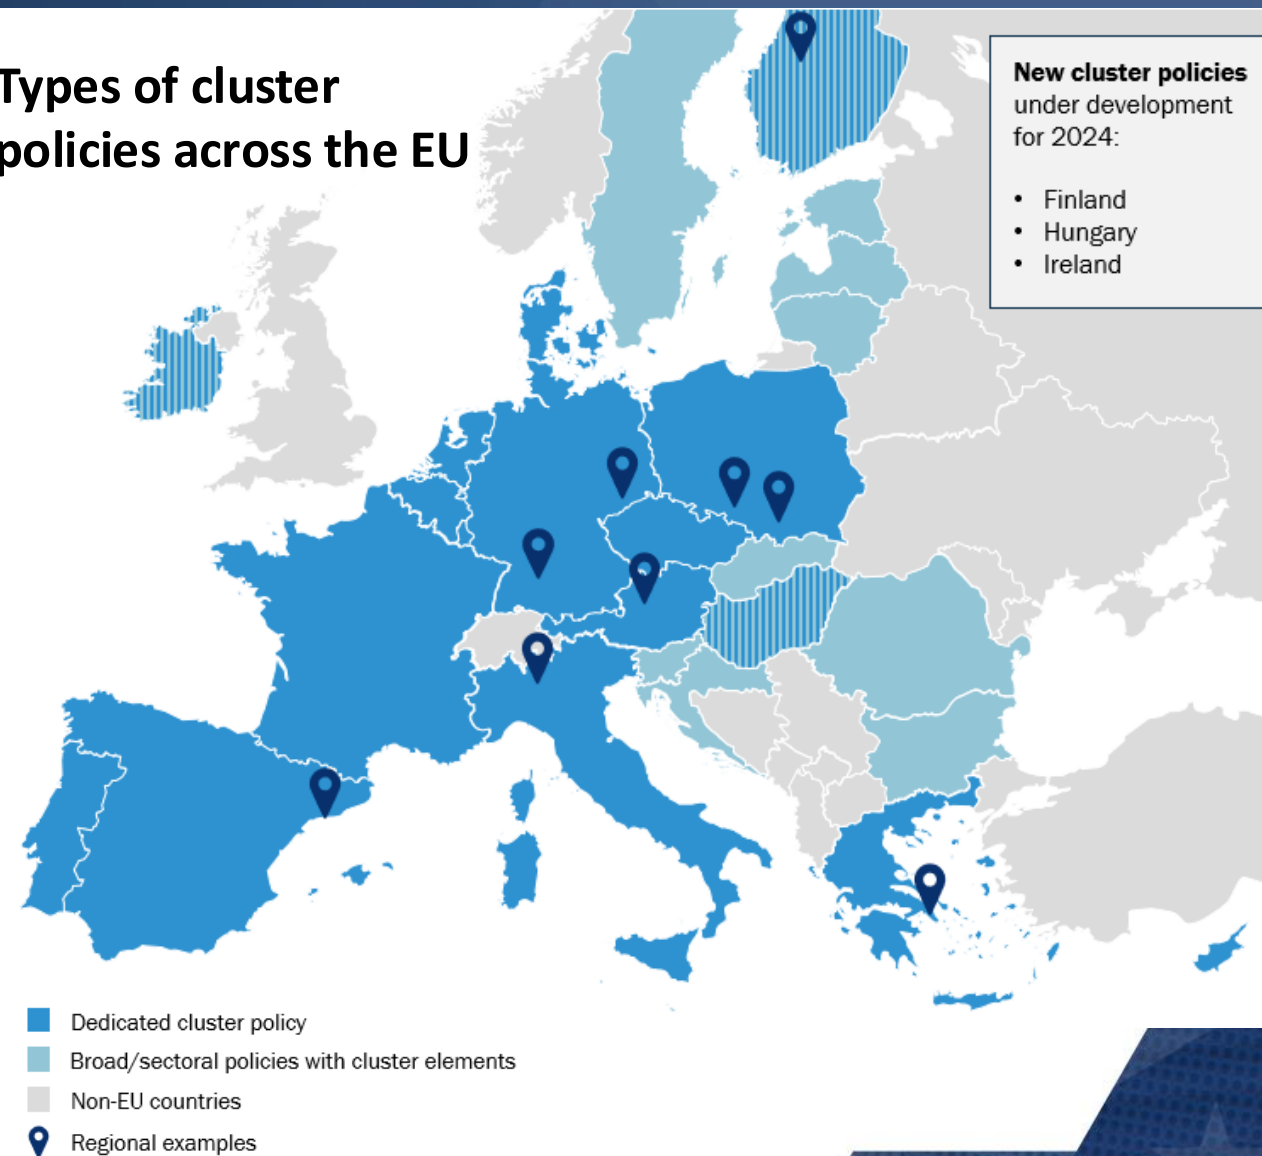 Types of cluster
policies across the EU
New cluster policies
under development
for 2024:
• Finland
• Hungary
• Ireland
Dedicated cluster policy
Broad/sectoral policies with cluster elements
Non-EU countries
Regional examples